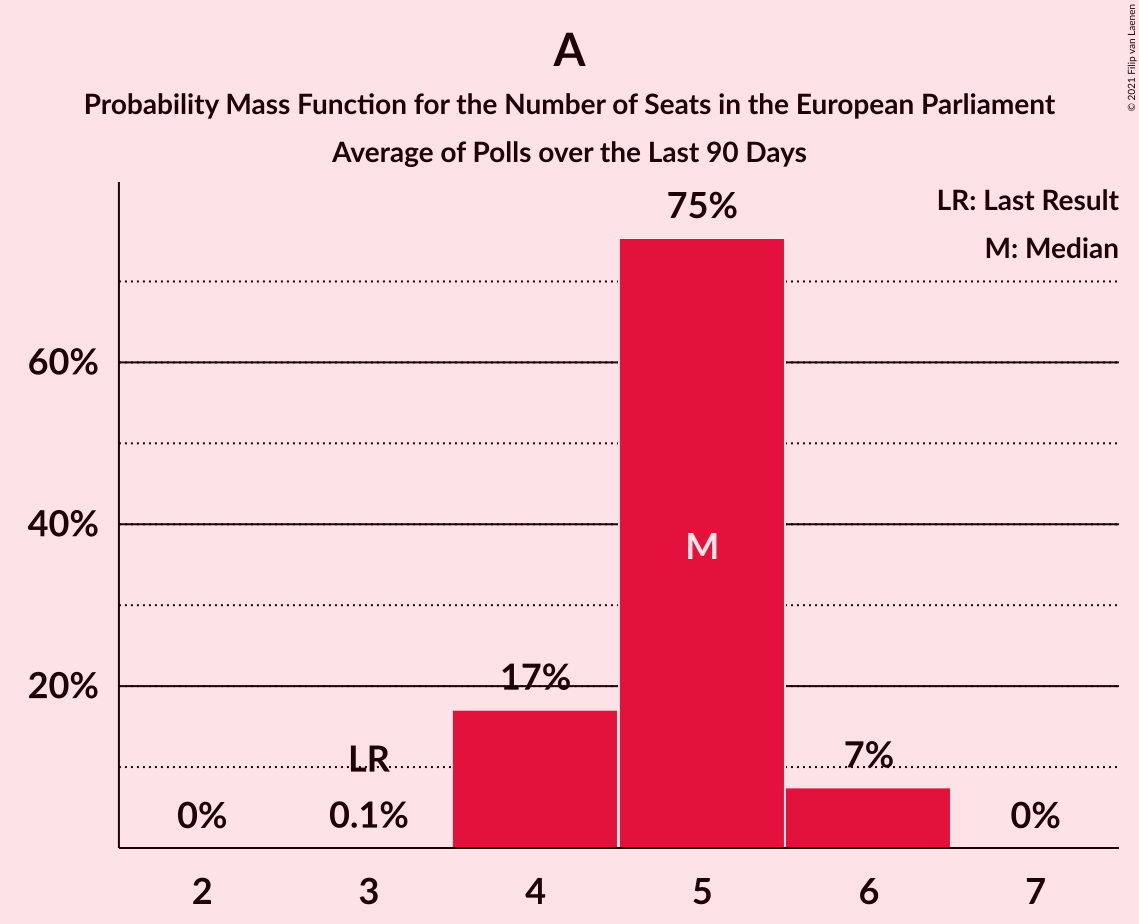 A
Probability Mass Function for the Number of Seats in the European Parliament
Average of Polls over the Last 90 Days
© 2021 Filip van Laenen
LR: Last Result
M: Median
75%
60%
40%
M
20%
17%
LR
7%
0%
0.1%
0%
2 3 4 5 6 7